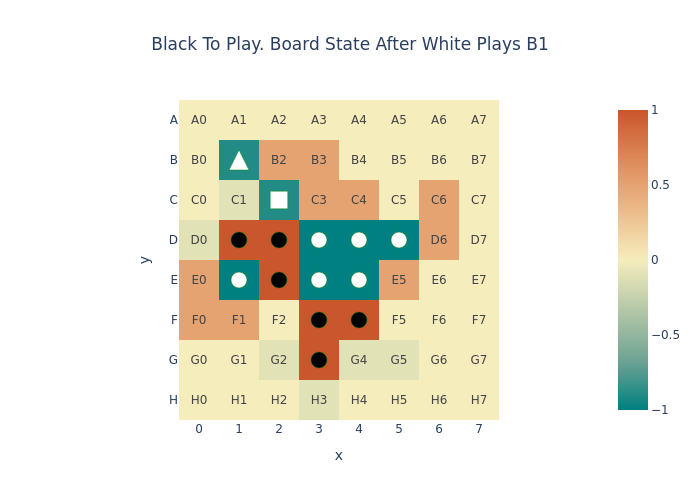 Black To Play. Board State After White Plays B1
A A0 A1 A2 A3 A4 A5 A6 A7
B B0 B2 B3 B4 B5 B6 B7
C C0 C1 C3 C4 C5 C6 C7
D D0 D6 D7
E E0 E5 E6 E7
F F0 F1 F2 F5 F6 F7
G G0 G1 G2 G4 G5 G6 G7
H H0 H1 H2 H3 H4 H5 H6 H7
0 1 2 3 4 5 6 7
x
y
1
0.5
0
−0.5
−1